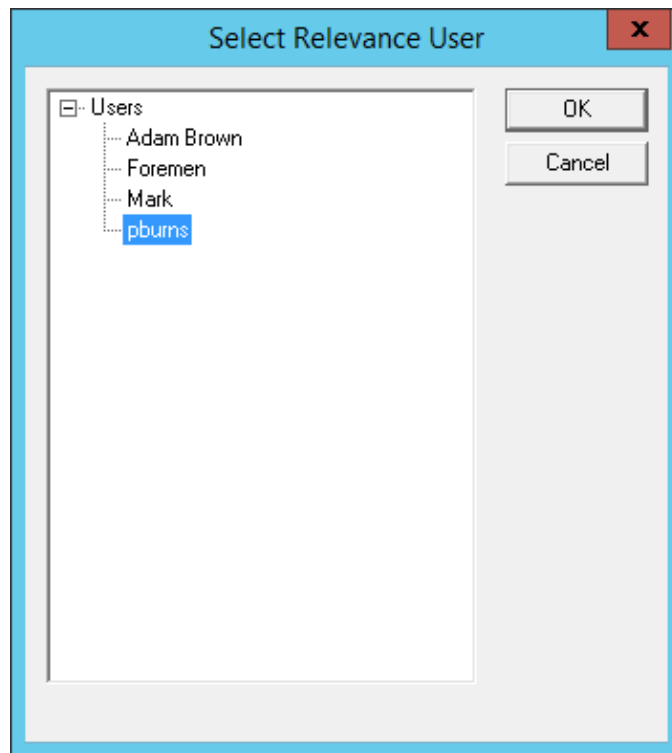 Select Relevance User
x
Users
Adam Brown
Foremen
Mark
pburns
OK
Cancel